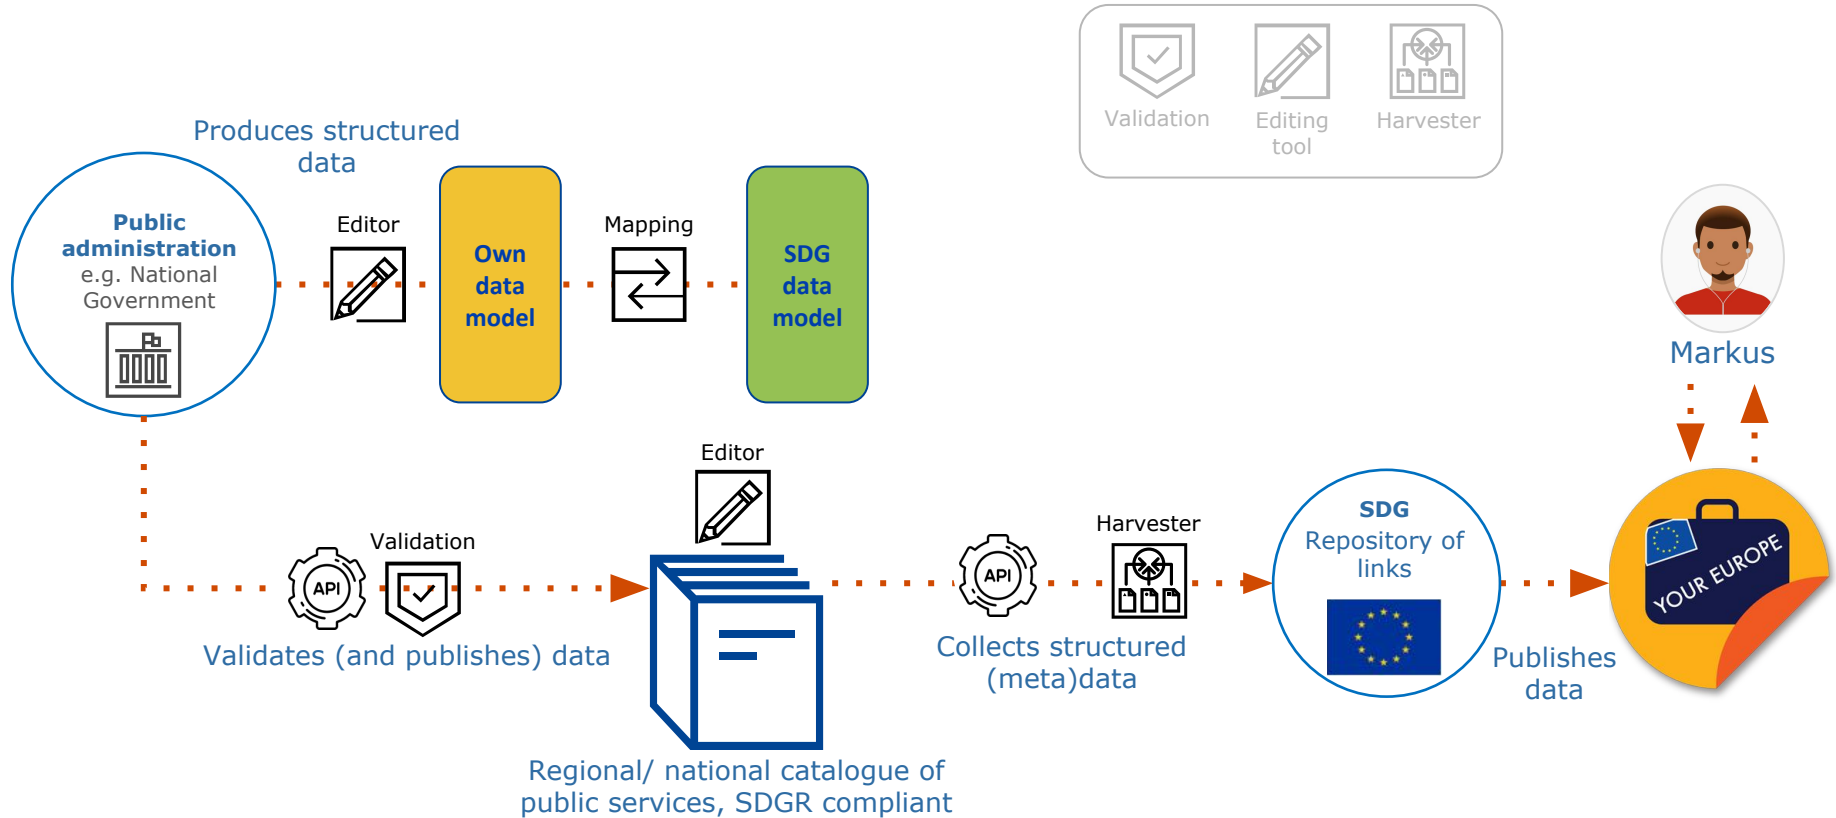 Validation
Editing
tool
Harvester
Produces structured
data
Public
administration
e.g. National
Government
Editor
Own
data
model
Mapping
SDG
data
model
Markus
Editor
API
Validation
Validates (and publishes) data
API
Harvester
Collects structured
(meta)data
SDG
Repository of
links
Publishes
data
YOUR EUROPE
Regional/ national catalogue of
public services, SDGR compliant